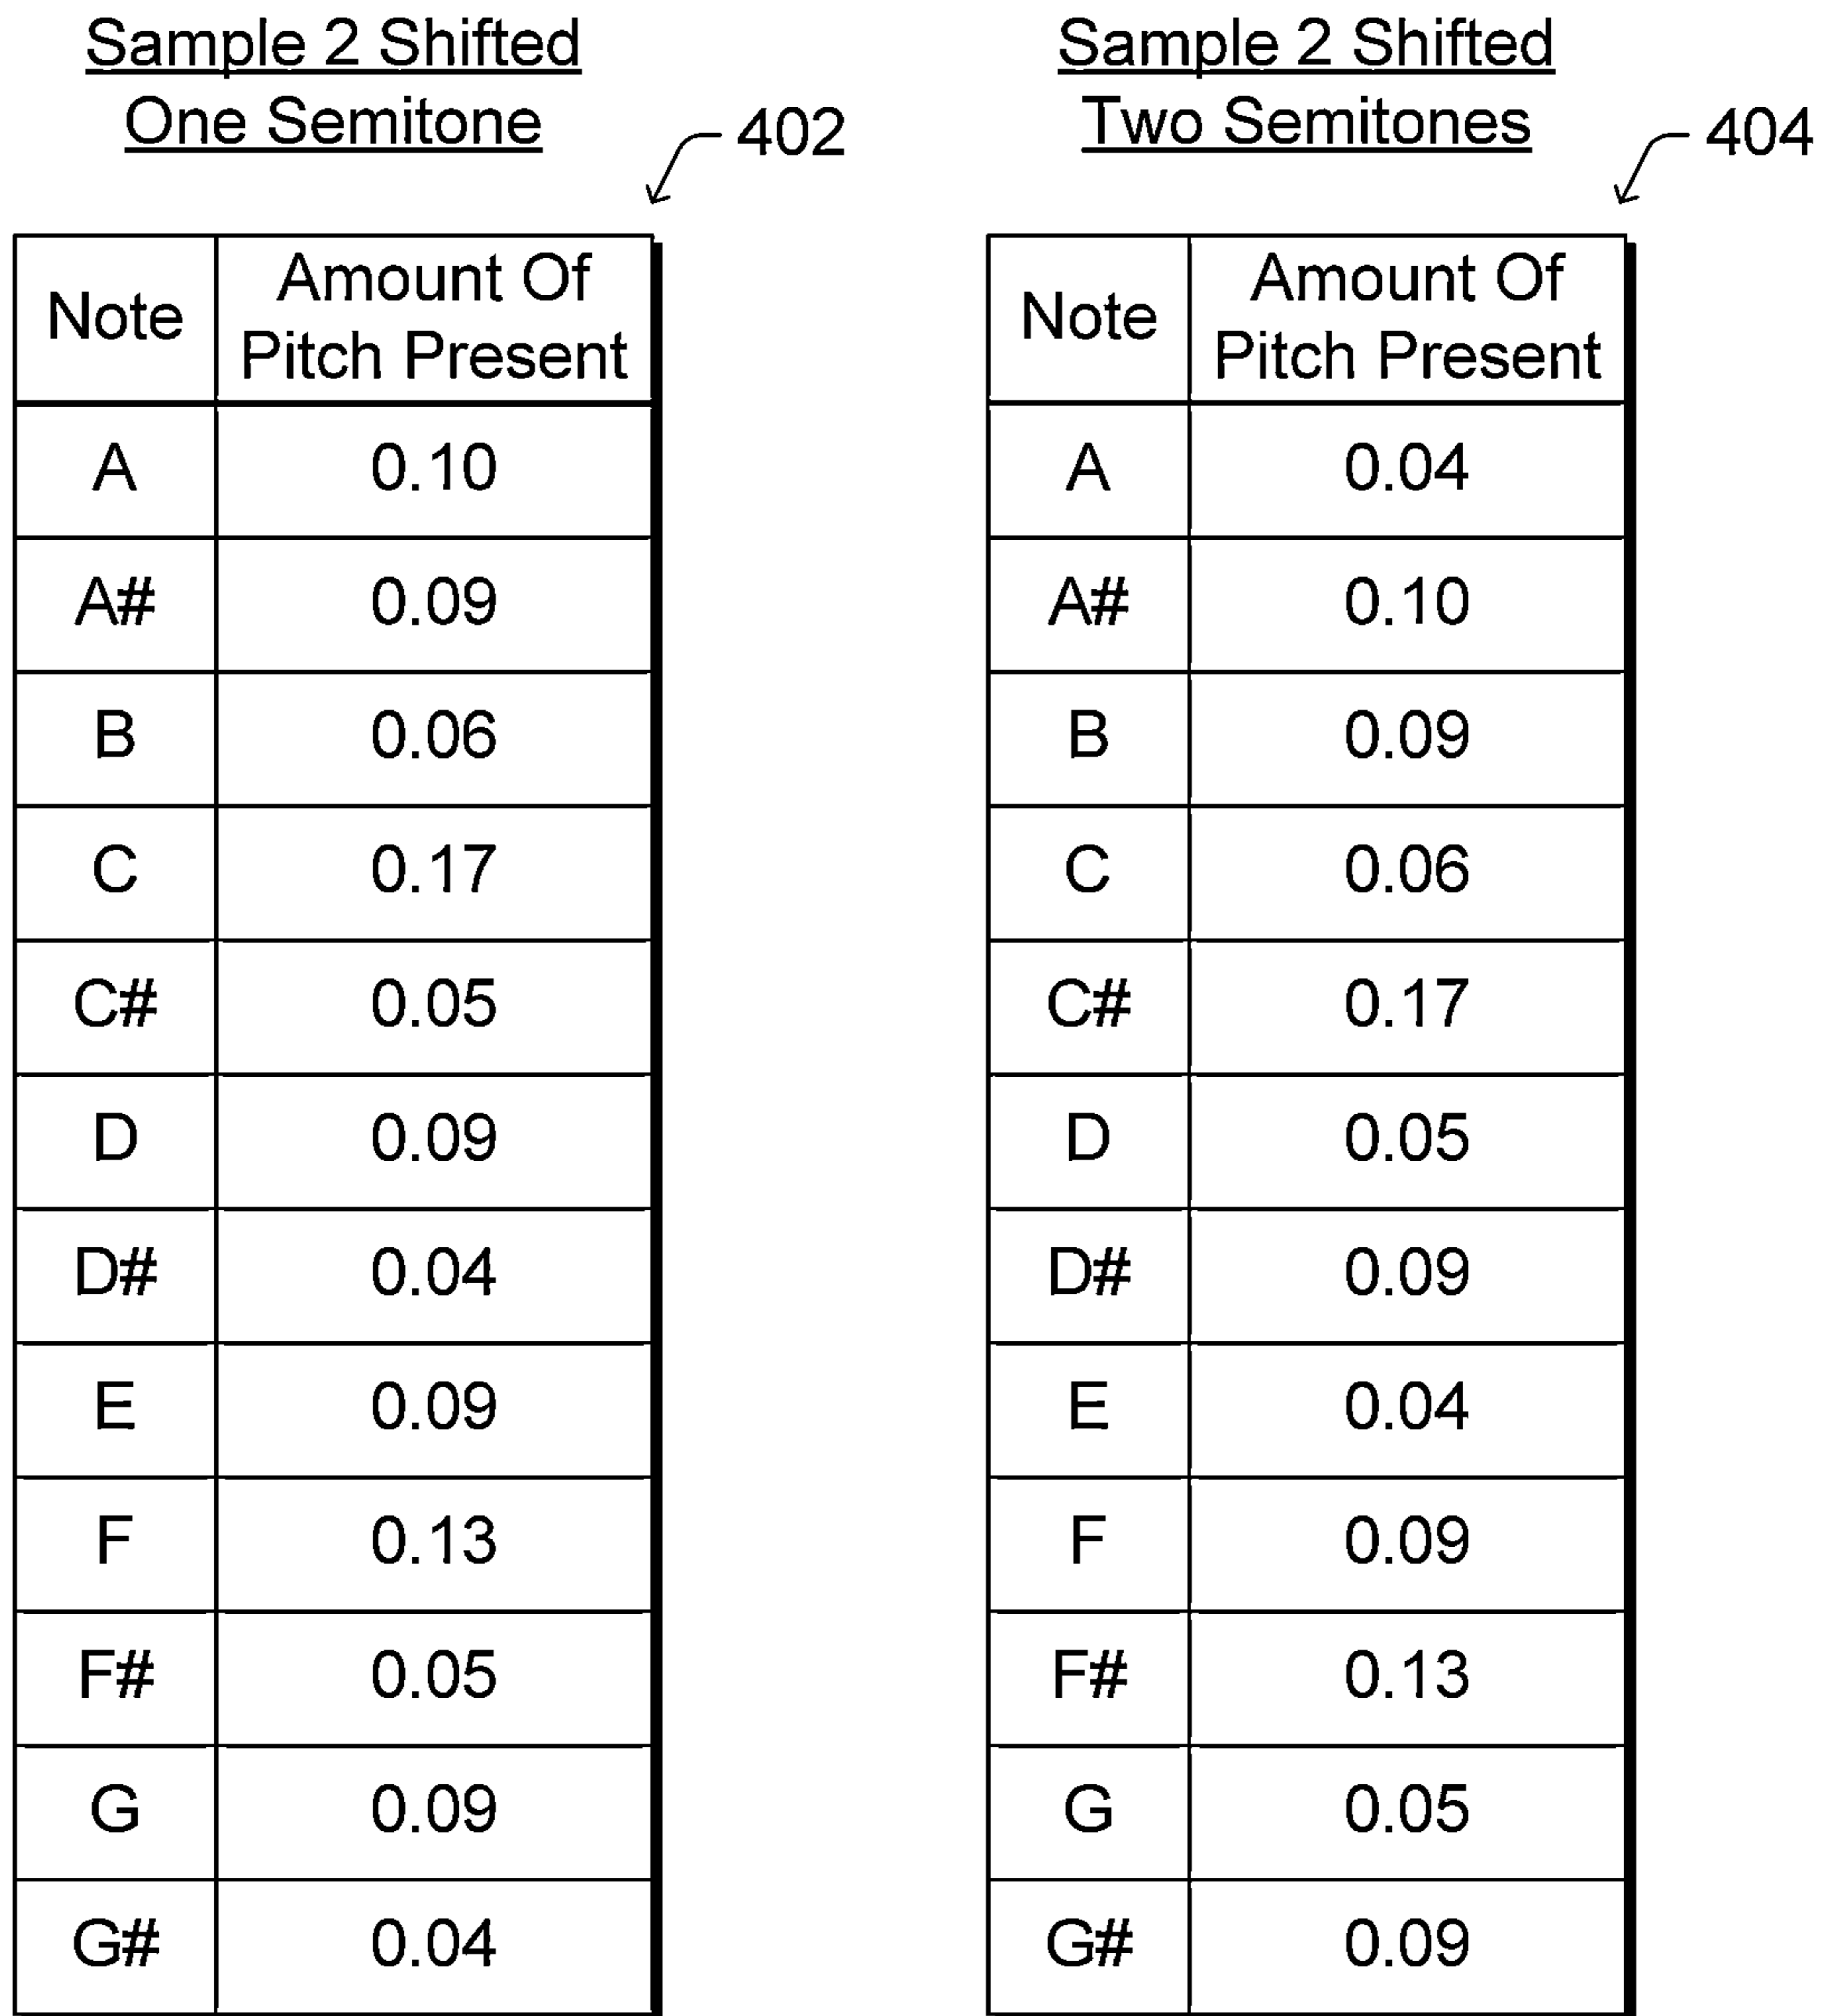 Sample 2 Shifted
One Semitone
402
Note Amount Of
Pitch Present
A 0.10
A# 0.09
B 0.06
C 0.17
C# 0.05
D 0.09
D# 0.04
E 0.09
F 0.13
F# 0.05
G 0.09
G# 0.04
Sample 2 Shifted
Two Semitones
404
Note Amount Of
Pitch Present
A 0.04
A# 0.10
B 0.09
C 0.06
C# 0.17
D 0.05
D# 0.09
E 0.04
F 0.09
F# 0.13
G 0.05
G# 0.09